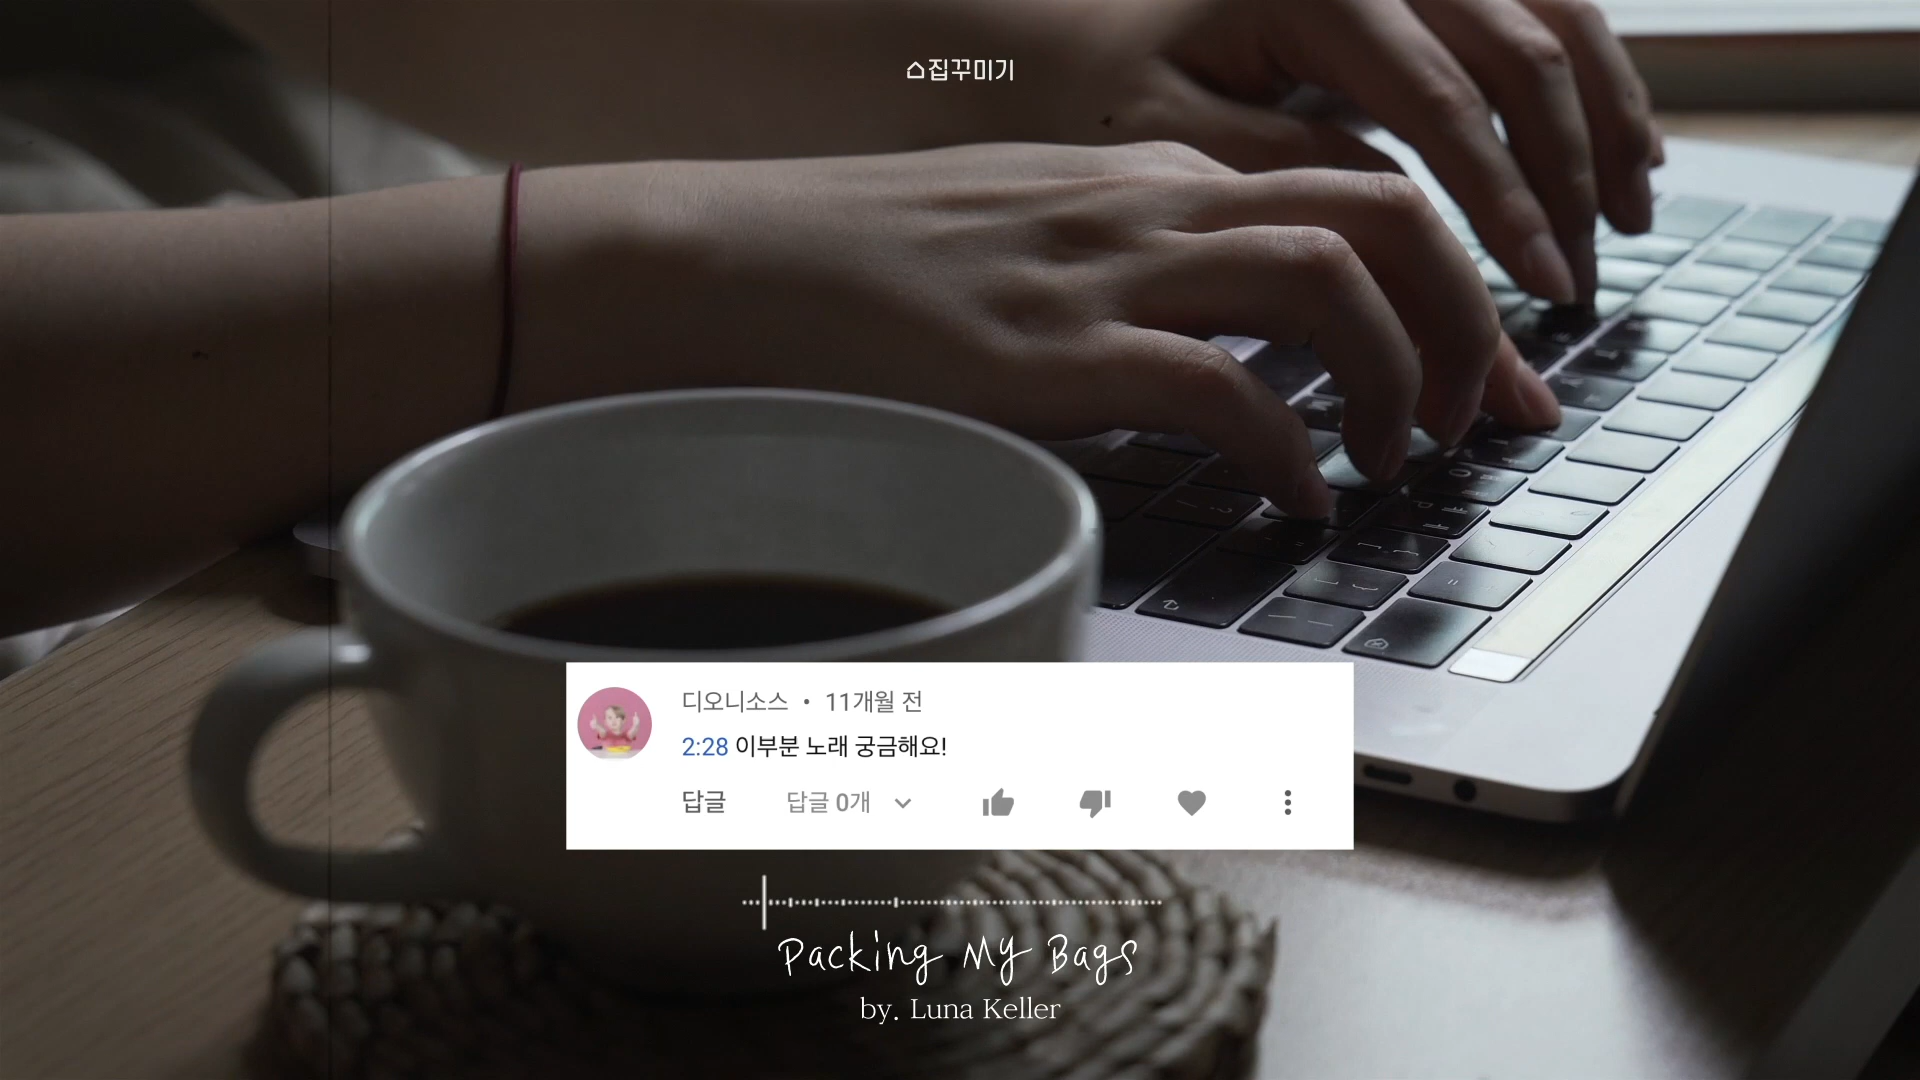 집꾸미기
디오니소스 • 11개월 전
2:28 이부분 노래 궁금해요!
답글 답글 0개
Packing My Bags
by. Luna Keller